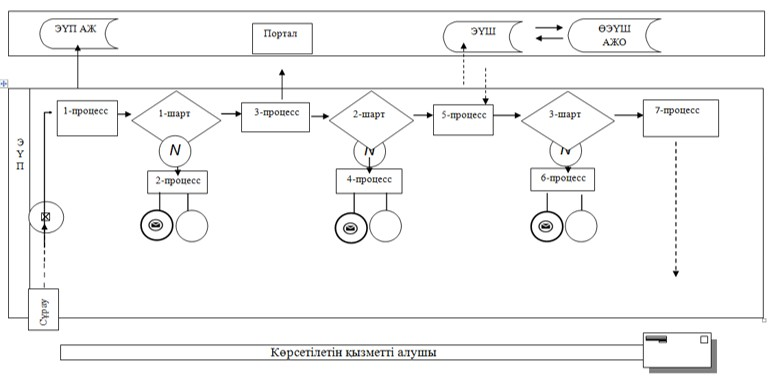 ЭҮП АЖ
Портал
ЭҮШ
ӨЭҮШ
АЖО
ЭҮП
1-процесс
1-шарт
3-процесс
2-шарт
5-процесс
3-шарт
7-процесс
N
N
N
2-процесс
4-процесс
6-процесс
Сұрау
Көрсетілетін қызметті алушы